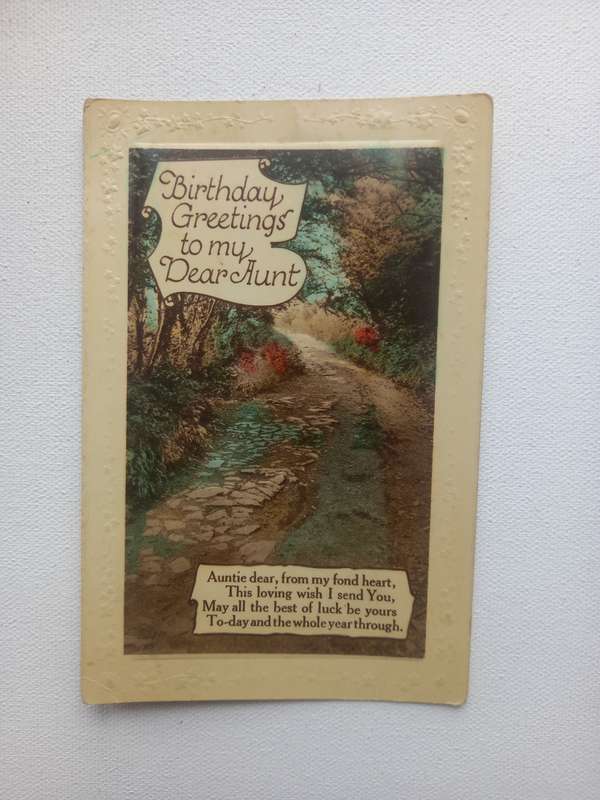 Birthday
Greetings
to my
Dear Aunt
Auntie dear, from my fond heart,
This loving wish I send You,
May all the best of luck be yours
To-day and the whole year through.